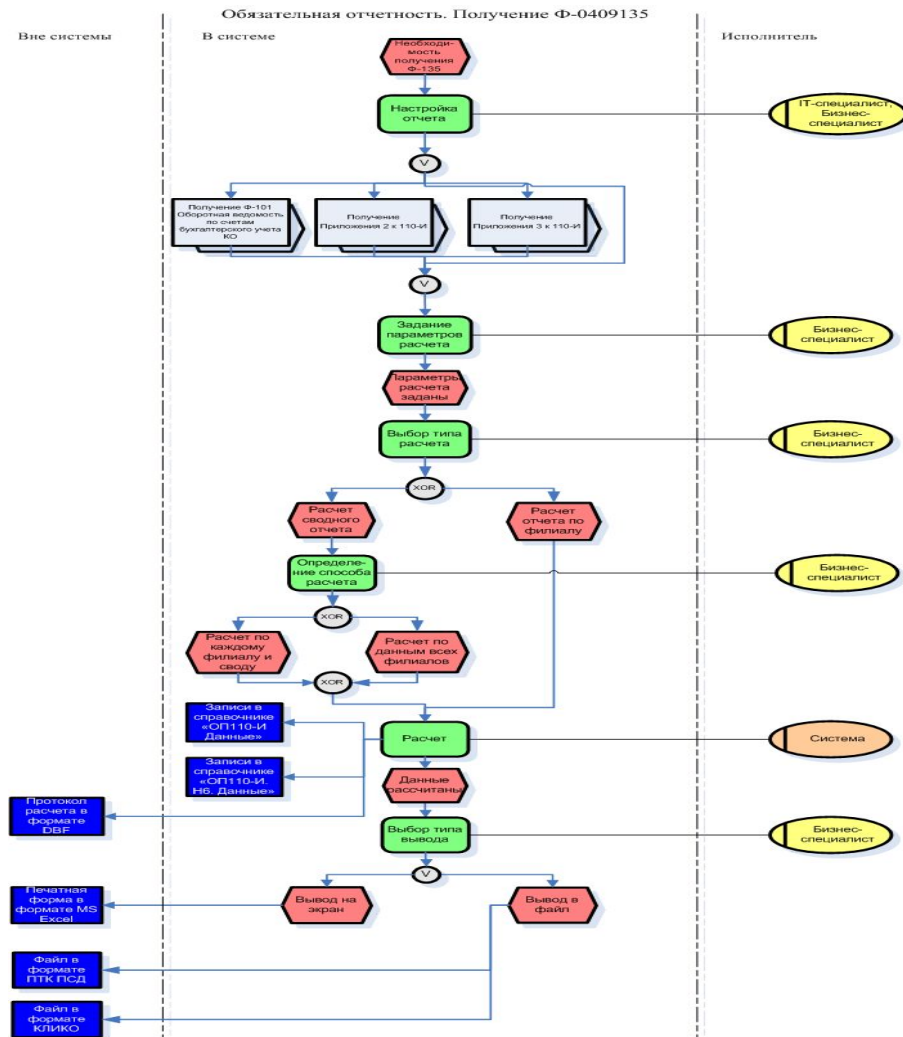 Обязательная отчетность. Получение Ф-0409135
Вне системы
В системе
Исполнитель
Необходи-
мость
получения
Ф-135
Настройка
отчета
IT-специалист,
Бизнес-
специалист
V
Получение Ф-101
Оборотная ведомость
по счетам
бухгалтерского учета
КО
Получение
Приложения 2 к 110-И
Получение
Приложения 3 к 110-И
V
Задание
параметров
расчета
Бизнес-
специалист
Параметры
расчета
заданы
Выбор типа
расчета
Бизнес-
специалист
XOR
Расчет
сводного
отчета
Расчет
отчета по
филиалу
Определе-
ние способа
расчета
Бизнес-
специалист
XOR
Расчет по
каждому
филиалу и
своду
Расчет по
данным всех
филиалов
XOR
Записи в
справочнике
«ОП110-И
Данные»
Расчет
Система
Записи в
справочнике
«ОП110-И.
Н6. Данные»
Данные
рассчитаны
Протокол
расчета в
формате
DBF
Выбор типа
вывода
Бизнес-
специалист
V
Печатная
форма в
формате MS
Excel
Вывод на
экран
Вывод в
файл
Файл в
формате
ПТК ПСД
Файл в
формате
КЛИКО